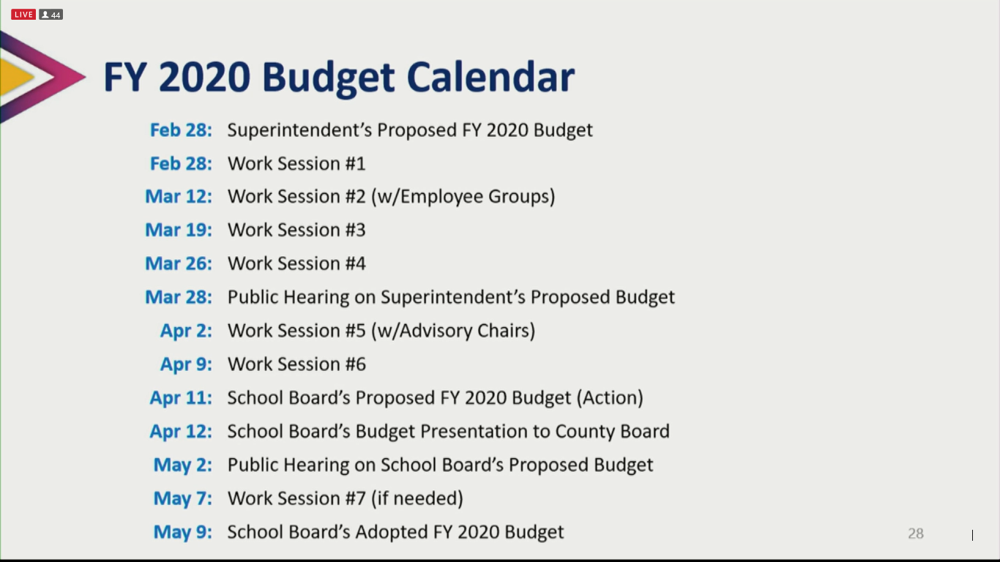 LIVE 44
FY 2020 Budget Calendar
Feb 28: Superintendent’s Proposed FY 2020 Budget
Feb 28: Work Session #1
Mar 12: Work Session #2 (w/Employee Groups)
Mar 19: Work Session #3
Mar 26: Work Session #4
Mar 28: Public Hearing on Superintendent’s Proposed Budget
Apr 2: Work Session #5 (w/Advisory Chairs)
Apr 9: Work Session #6
Apr 11: School Board’s Proposed FY 2020 Budget (Action)
Apr 12: School Board’s Budget Presentation to County Board
May 2: Public Hearing on School Board’s Proposed Budget
May 7: Work Session #7 (if needed)
May 9: School Board’s Adopted FY 2020 Budget
28